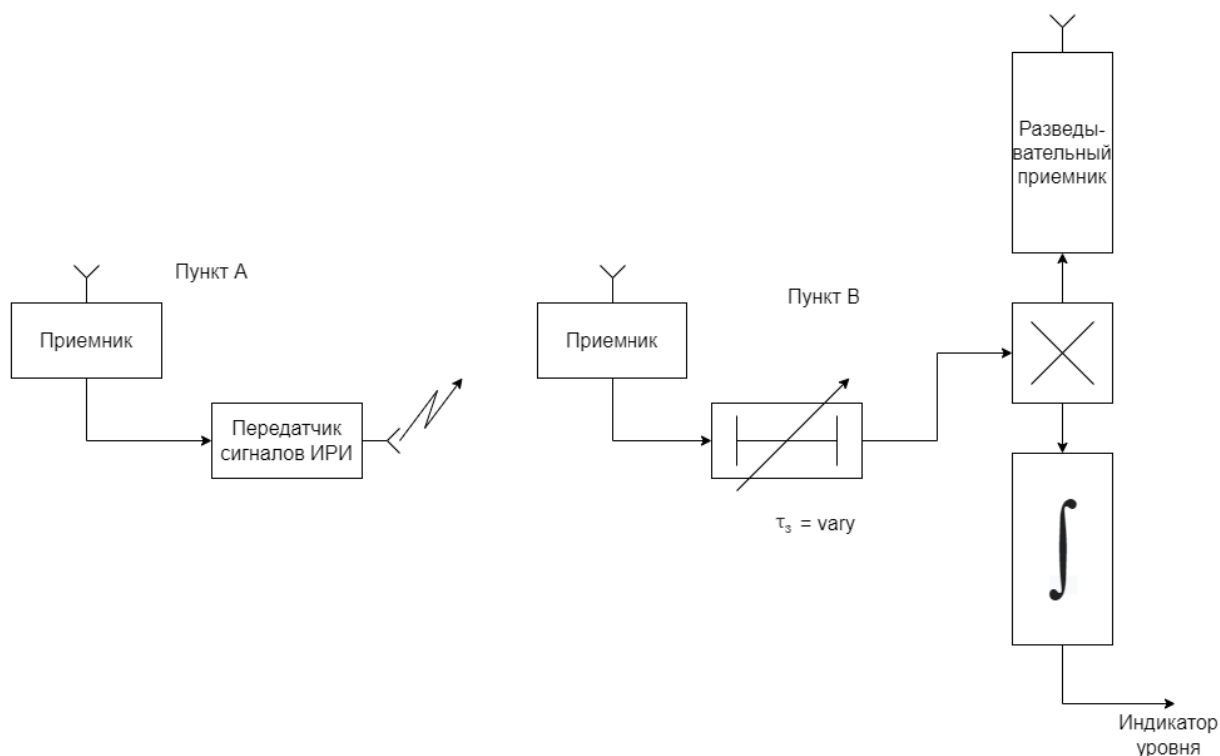 Пункт A
Приемник
Передатчик
сигналов ИРИ
Приемник
Пункт B
τз = vary
Разведы-
вательный
приемник
Индикатор
уровня